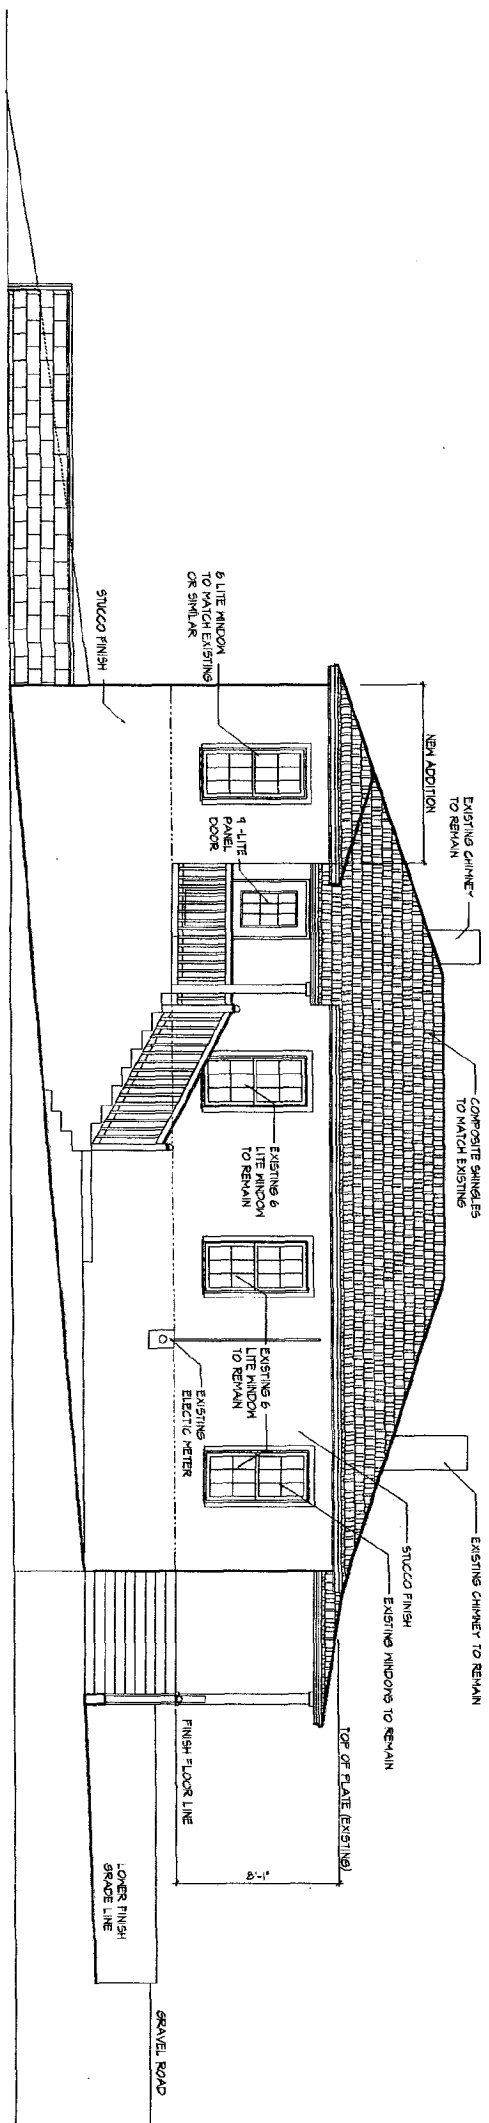 EXISTING CHIMNEY
TO REMAIN
NEW ADDITION
COMPOSITE SHINGLES
TO MATCH EXISTING
EXISTING CHIMNEY TO REMAIN
6 LITE WINDOW
TO MATCH EXISTING
OR SIMILAR
STUCCO FINISH
9 -LITE
PANEL
DOOR
EXISTING 6
LITE WINDOW
TO REMAIN
EXISTING 6
LITE WINDOW
TO REMAIN
EXISTING
ELECTIC METER
STUCCO FINISH
EXISTING WINDOWS TO REMAIN
TOP OF PLATE (EXISTING)
8'-1"
FINISH FLOOR LINE
LOWER FINISH
GRADE LINE
GRAVEL ROAD